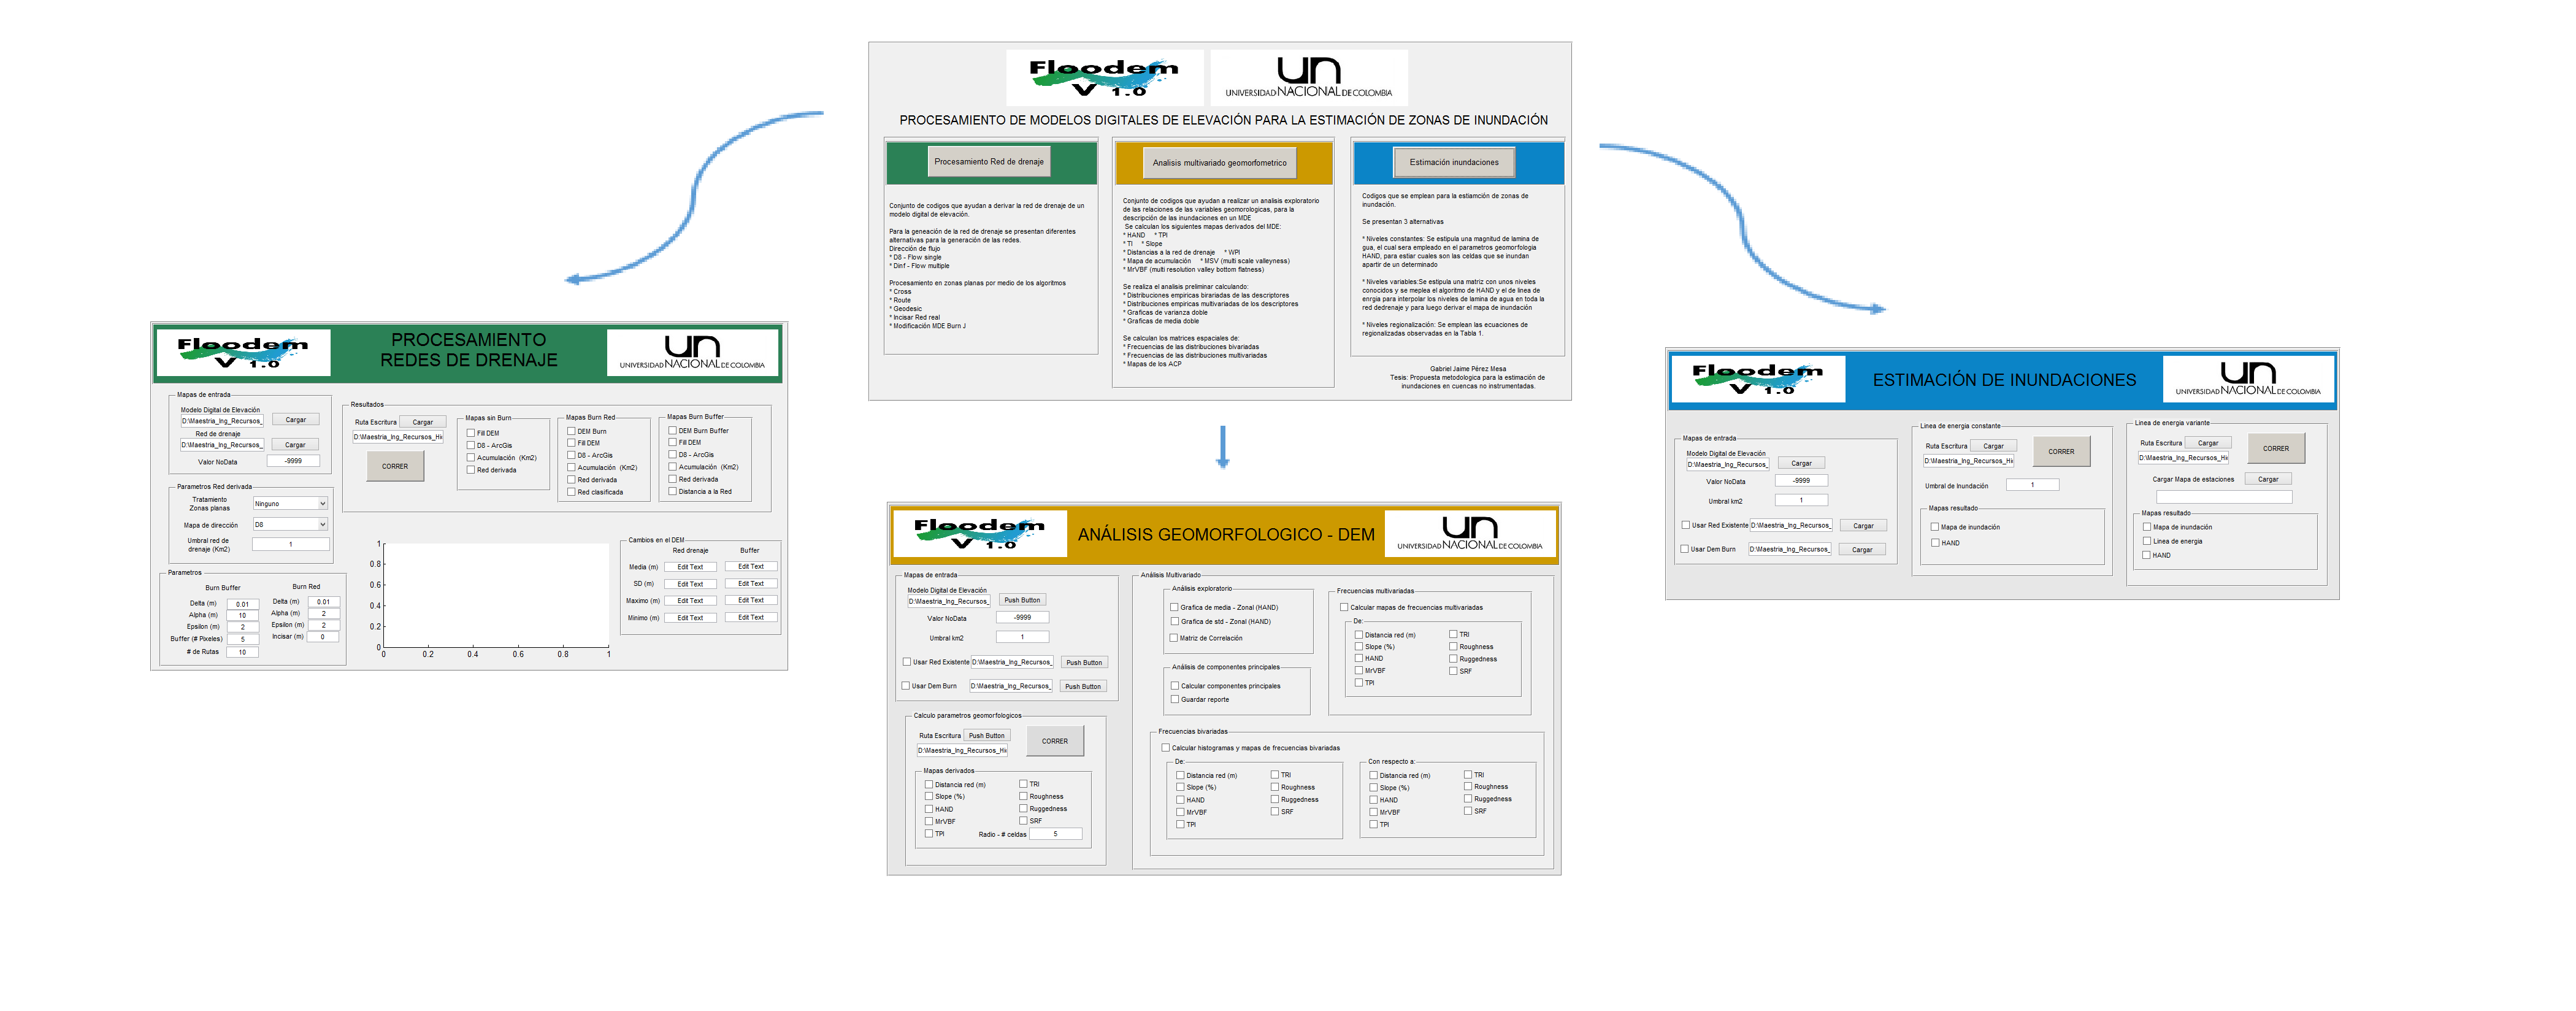 Floodem
V 1.0
un
UNIVERSIDAD NACIONAL DE COLOMBIA
PROCESAMIENTO DE MODELOS DIGITALES DE ELEVACIÓN PARA LA ESTIMACIÓN DE ZONAS DE INUNDACIÓN
Procesamiento Red de drenaje
Conjunto de codigos que ayudan a derivar la red de drenaje de un
modelo digital de elevación.
Para la geneación de la red de drenaje se presentan diferentes
alternativas para la generación de las redes.
Dirección de flujo
* D8 - Flow single
* Dinf - Flow multiple
Procesamiento en zonas planas por medio de los algoritmos
* Cross
* Route
* Geodesic
* Incisar Red real
* Modificación MDE Burn J
Analisis multivariado geomorfometrico
Conjunto de codigos que ayudan a realizar un analisis exploratorio
de las relaciones de las variables geomorologicas, para la
descripción de las inundaciones en un MDE
Se calculan los siguientes mapas derivados del MDE:
* HAND * TPI
* TI * Slope
* Distancias a la red de drenaje * WPI
* Mapa de acumulación * MSV (multi scale valleyness)
* MrVBF (multi resolution valley bottom flatness)
Se realiza el analisis preliminar calculando:
* Distribuciones empiricas birariadas de las descriptores
* Distribuciones empiricas multivariadas de los descriptores
* Graficas de varianza doble
* Graficas de media doble
Se calculan los matrices espaciales de:
* Frecuencias de las distribuciones bivariadas
* Frecuencias de las distribuciones multivariadas
* Mapas de los ACP
Estimación inundaciones
Codigos que se emplean para la estiamción de zonas de
inundación.
Se presentan 3 alternativas
* Niveles constantes: Se estipula una magnitud de lamina de
gua, el cual sera empleado en el parametros geomorfologia
HAND, para estiar cuales son las celdas que se inundan
apartir de un determinado
* Niveles variables:Se estipula una matriz con unos niveles
conocidos y se meplea el algoritmo de HAND y el de linea de
enrgia para interpolar los niveles de lamina de agua en toda la
red dedrenaje y para luego derivar el mapa de inundación
* Niveles regionalización: Se emplean las ecuaciones de
regionalizadas observadas en la Tabla 1.
Gabriel Jaime Pérez Mesa
Tesis: Propuesta metodologica para la estimación de
inundaciones en cuencas no instrumentadas.
Floodem
V 1.0
PROCESAMIENTO
REDES DE DRENAJE
un
UNIVERSIDAD NACIONAL DE COLOMBIA
Mapas de entrada
Modelo Digital de Elevación
D:\Maestria_Ing_Recursos_ Cargar
Red de drenaje
D:\Maestria_Ing_Recursos_ Cargar
Valor NoData -9999
Parametros Red derivada
Tratamiento
Zonas planas Ninguno
Mapa de dirección D8
Umbral red de
drenaje (Km2) 1
Parametros
Burn Buffer
Delta (m) 0.01
Alpha (m) 10
Epsilon (m) 2
Buffer (# Pixeles) 5
# de Rutas 10
Burn Red
Delta (m) 0.01
Alpha (m) 2
Epsilon (m) 2
Incisar (m) 0
Resultados
Ruta Escritura Cargar
D:\Maestria_Ing_Recursos_Hi
CORRER
Mapas sin Burn
Fill DEM
D8 - ArcGis
Acumulación (Km2)
Red derivada
Mapas Burn Red
DEM Burn
Fill DEM
D8 - ArcGis
Acumulación (Km2)
Red derivada
Red clasificada
Mapas Burn Buffer
DEM Burn Buffer
Fill DEM
D8 - ArcGis
Acumulación (Km2)
Red derivada
Distancia a la Red
1
0.8
0.6
0.4
0.2
0
0 0.2 0.4 0.6 0.8 1
Cambios en el DEM
Red drenaje Buffer
Media (m) Edit Text Edit Text
SD (m) Edit Text Edit Text
Maximo (m) Edit Text Edit Text
Minimo (m) Edit Text Edit Text
Floodem
V 1.0
ANÁLISIS GEOMORFOLOGICO - DEM
un
UNIVERSIDAD NACIONAL DE COLOMBIA
Mapas de entrada
Modelo Digital de Elevación
D:\Maestria_Ing_Recursos_ Push Button
Valor NoData -9999
Umbral km2 1
Usar Red Existente D:\Maestria_Ing_Recursos_ Push Button
Usar Dem Burn D:\Maestria_Ing_Recursos_ Push Button
Calculo parametros geomorfologicos
Ruta Escritura Push Button
D:\Maestria_Ing_Recursos_Hi
CORRER
Mapas derivados
Distancia red (m) TRI
Slope (%) Roughness
HAND Ruggedness
MrVBF SRF
TPI Radio - # celdas 5
Análisis Multivariado
Análisis exploratorio
Grafica de media - Zonal (HAND)
Grafica de std - Zonal (HAND)
Matriz de Correlación
Análisis de componentes principales
Calcular componentes principales
Guardar reporte
Frecuencias multivariadas
Calcular mapas de frecuencias multivariadas
De:
Distancia red (m) TRI
Slope (%) Roughness
HAND Ruggedness
MrVBF SRF
TPI
Frecuencias bivariadas
Calcular histogramas y mapas de frecuencias bivariadas
De:
Distancia red (m) TRI
Slope (%) Roughness
HAND Ruggedness
MrVBF SRF
TPI
Con respecto a:
Distancia red (m) TRI
Slope (%) Roughness
HAND Ruggedness
MrVBF SRF
TPI
Floodem
V 1.0
ESTIMACIÓN DE INUNDACIONES
un
UNIVERSIDAD NACIONAL DE COLOMBIA
Mapas de entrada
Modelo Digital de Elevación
D:\Maestria_Ing_Recursos_ Cargar
Valor NoData -9999
Umbral km2 1
Usar Red Existente D:\Maestria_Ing_Recursos_ Cargar
Usar Dem Burn D:\Maestria_Ing_Recursos_ Cargar
Linea de energia constante
Ruta Escritura Cargar
D:\Maestria_Ing_Recursos_Hi
CORRER
Umbral de Inundación 1
Mapas resultado
Mapa de inundación
HAND
Linea de energia variante
Ruta Escritura Cargar
D:\Maestria_Ing_Recursos_Hi
CORRER
Cargar Mapa de estaciones Cargar
Mapas resultado
Mapa de inundación
Linea de energia
HAND